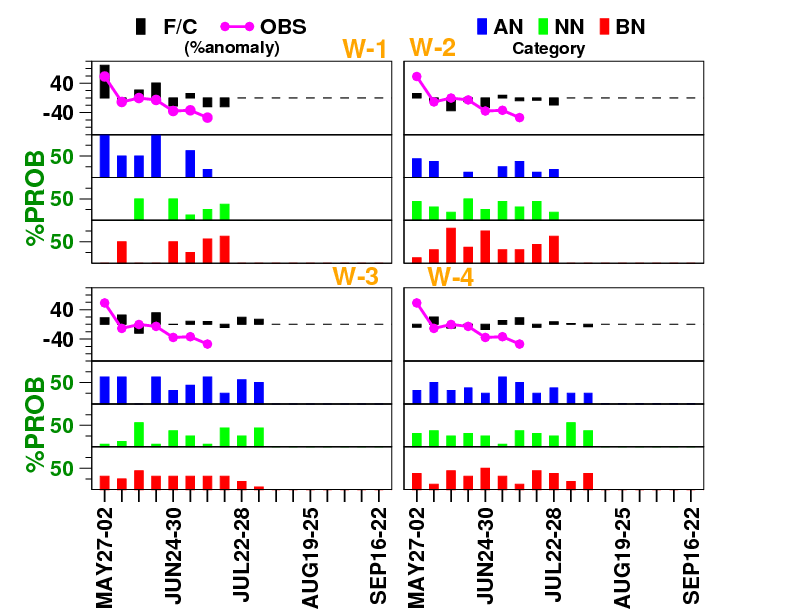 F/C OBS AN NN BN
(%anomaly) Category
W-1 W-2
40
-40
%PROB
50
50
50
W-3 W-4
40
-40
%PROB
50
50
50
MAY27-02 JUN24-30 JUL22-28 AUG19-25 SEP16-22 MAY27-02 JUN24-30 JUL22-28 AUG19-25 SEP16-22